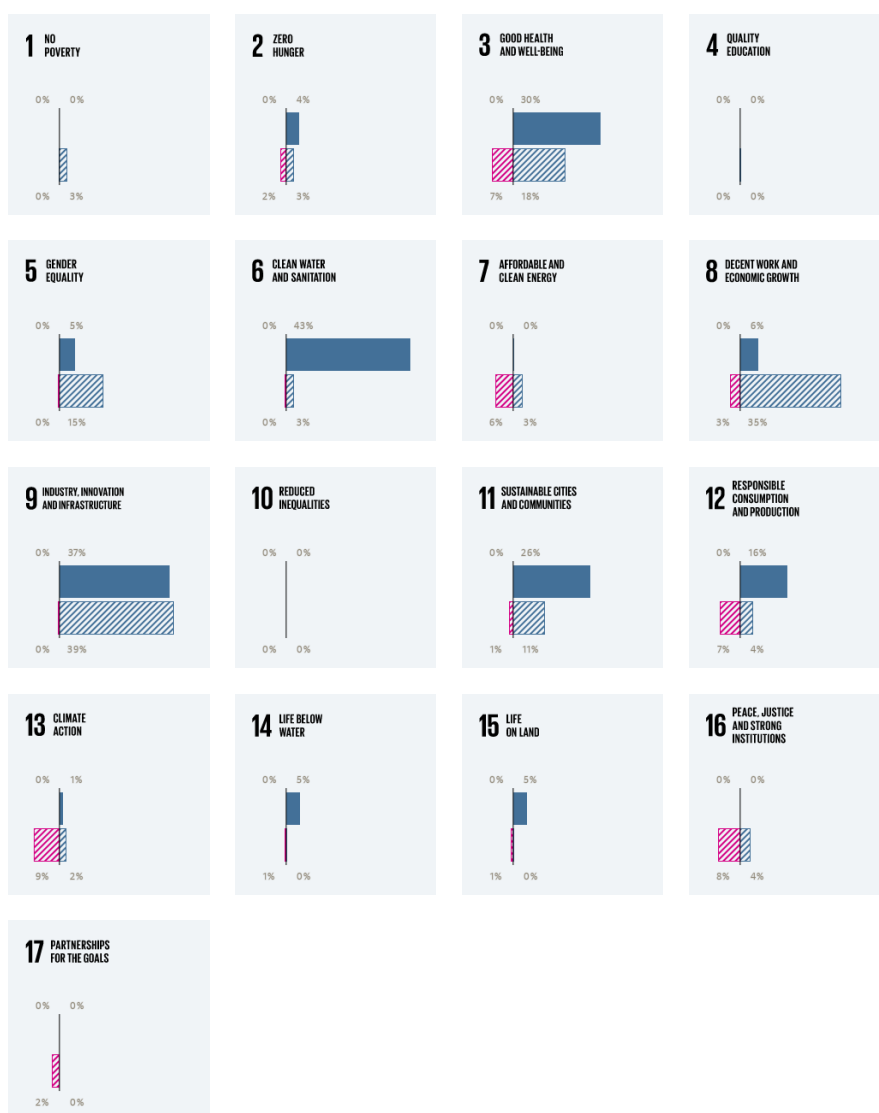 1 NO
POVERTY
0% 0%
0% 3%
2 ZERO
HUNGER
0% 4%
2% 3%
3 GOOD HEALTH
AND WELL-BEING
0% 30%
7% 18%
4 QUALITY
EDUCATION
0% 0%
0% 0%
5 GENDER
EQUALITY
0% 5%
0% 15%
6 CLEAN WATER
AND SANITATION
0% 43%
0% 3%
7 AFFORDABLE AND
CLEAN ENERGY
0% 0%
6% 3%
8 DECENT WORK AND
ECONOMIC GROWTH
0% 6%
3% 35%
9 INDUSTRY, INNOVATION
AND INFRASTRUCTURE
0% 37%
0% 39%
10 REDUCED
INEQUALITIES
0% 0%
0% 0%
11 SUSTAINABLE CITIES
AND COMMUNITIES
0% 26%
1% 11%
12 RESPONSIBLE
CONSUMPTION
AND PRODUCTION
0% 16%
7% 4%
13 CLIMATE
ACTION
0% 1%
9% 2%
14 LIFE BELOW
WATER
0% 5%
1% 0%
15 LIFE
ON LAND
0% 5%
1% 0%
16 PEACE, JUSTICE
AND STRONG
INSTITUTIONS
0% 0%
8% 4%
17 PARTNERSHIPS
FOR THE GOALS
0% 0%
2% 0%